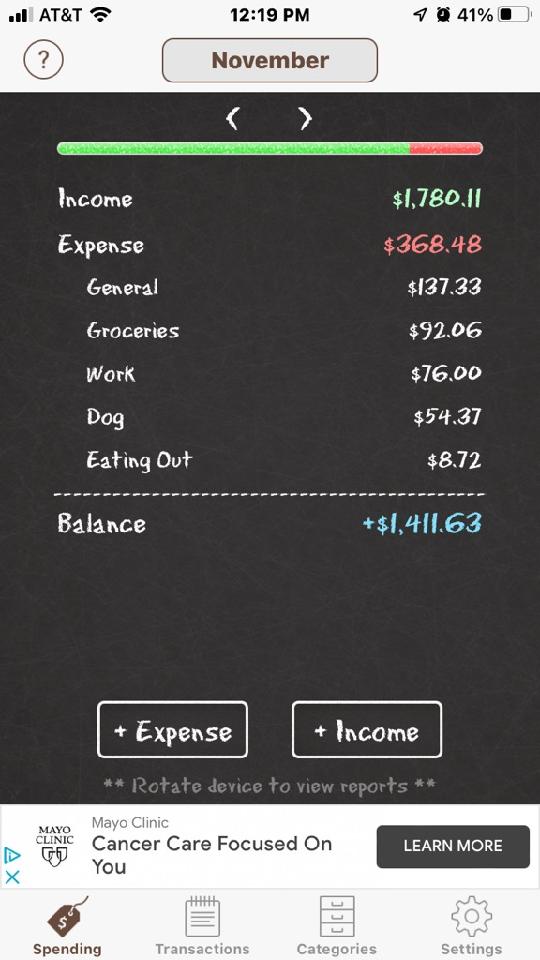 AT&T 12:19 PM 41%
? November
Income $1,780.11
Expense $368.48
General $137.33
Groceries $92.06
Work $76.00
Dog $54.37
Eating Out $8.72
Balance +$1,411.63
+ Expense + Income
** Rotate device to view reports **
MAYO CLINIC
Mayo Clinic
Cancer Care Focused On You
LEARN MORE
Spending Transactions Categories Settings